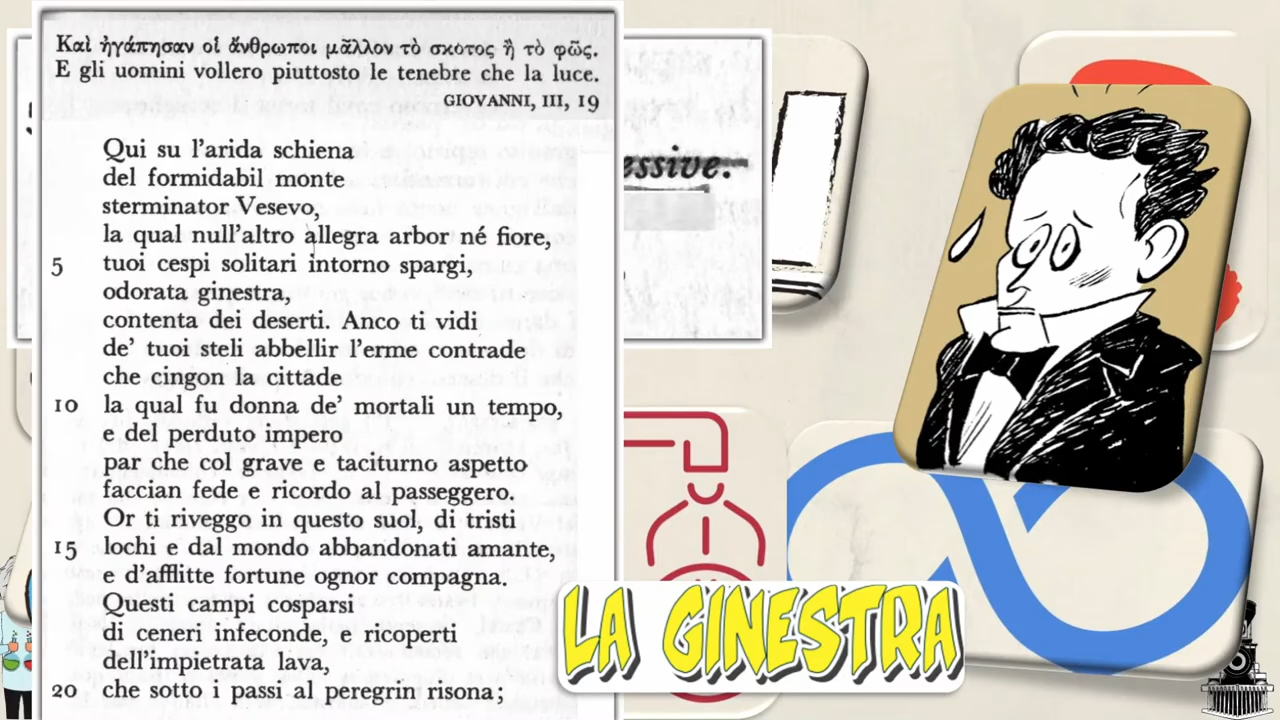 Καὶ ἠγάπησαν οἱ ἄνθρωποι μᾶλλον τὸ σκότος ἢ τὸ φῶς.
E gli uomini vollero piuttosto le tenebre che la luce.
GIOVANNI, III, 19
Qui su l'arida schiena
del formidabil monte
sterminator Vesevo,
la qual null'altro allegra arbor né fiore,
5 tuoi cespi solitari intorno spargi,
odorata ginestra,
contenta dei deserti. Anco ti vidi
de' tuoi steli abbellir l'erme contrade
che cingon la cittade
10 la qual fu donna de' mortali un tempo,
e del perduto impero
par che col grave e taciturno aspetto
faccian fede e ricordo al passeggero.
Or ti riveggo in questo suol, di tristi
15 lochi e dal mondo abbandonati amante,
e d'afflitte fortune ognor compagna.
Questi campi cosparsi
di ceneri infeconde, e ricoperti
dell'impietrata lava,
20 che sotto i passi al peregrin risona;
essive.
LA GINESTRA